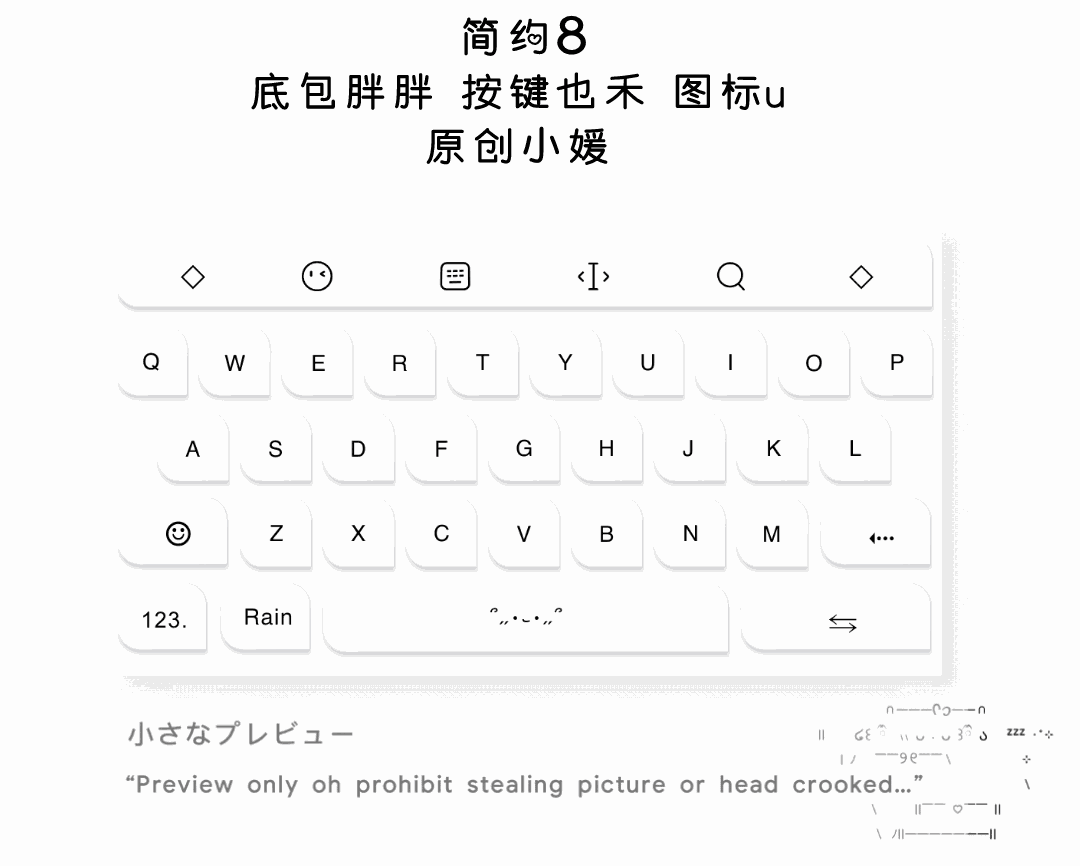 简约8
底包胖胖 按键也禾 图标u
原创小媛
Q W E R T Y U I O P
A S D F G H J K L
Z X C V B N M
123. Rain
小さなプレビュー
zzz
“Preview only oh prohibit stealing picture or head crooked...”